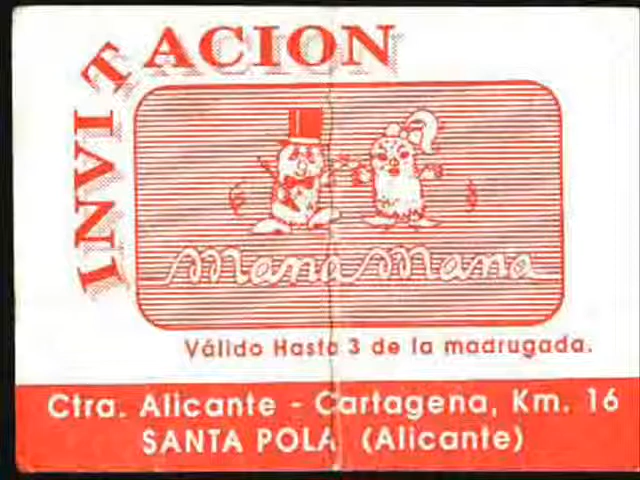 INVITACION
Mana Mana
Válido Hasta 3 de la madrugada.
Ctra. Alicante - Cartagena, Km. 16
SANTA POLA (Alicante)